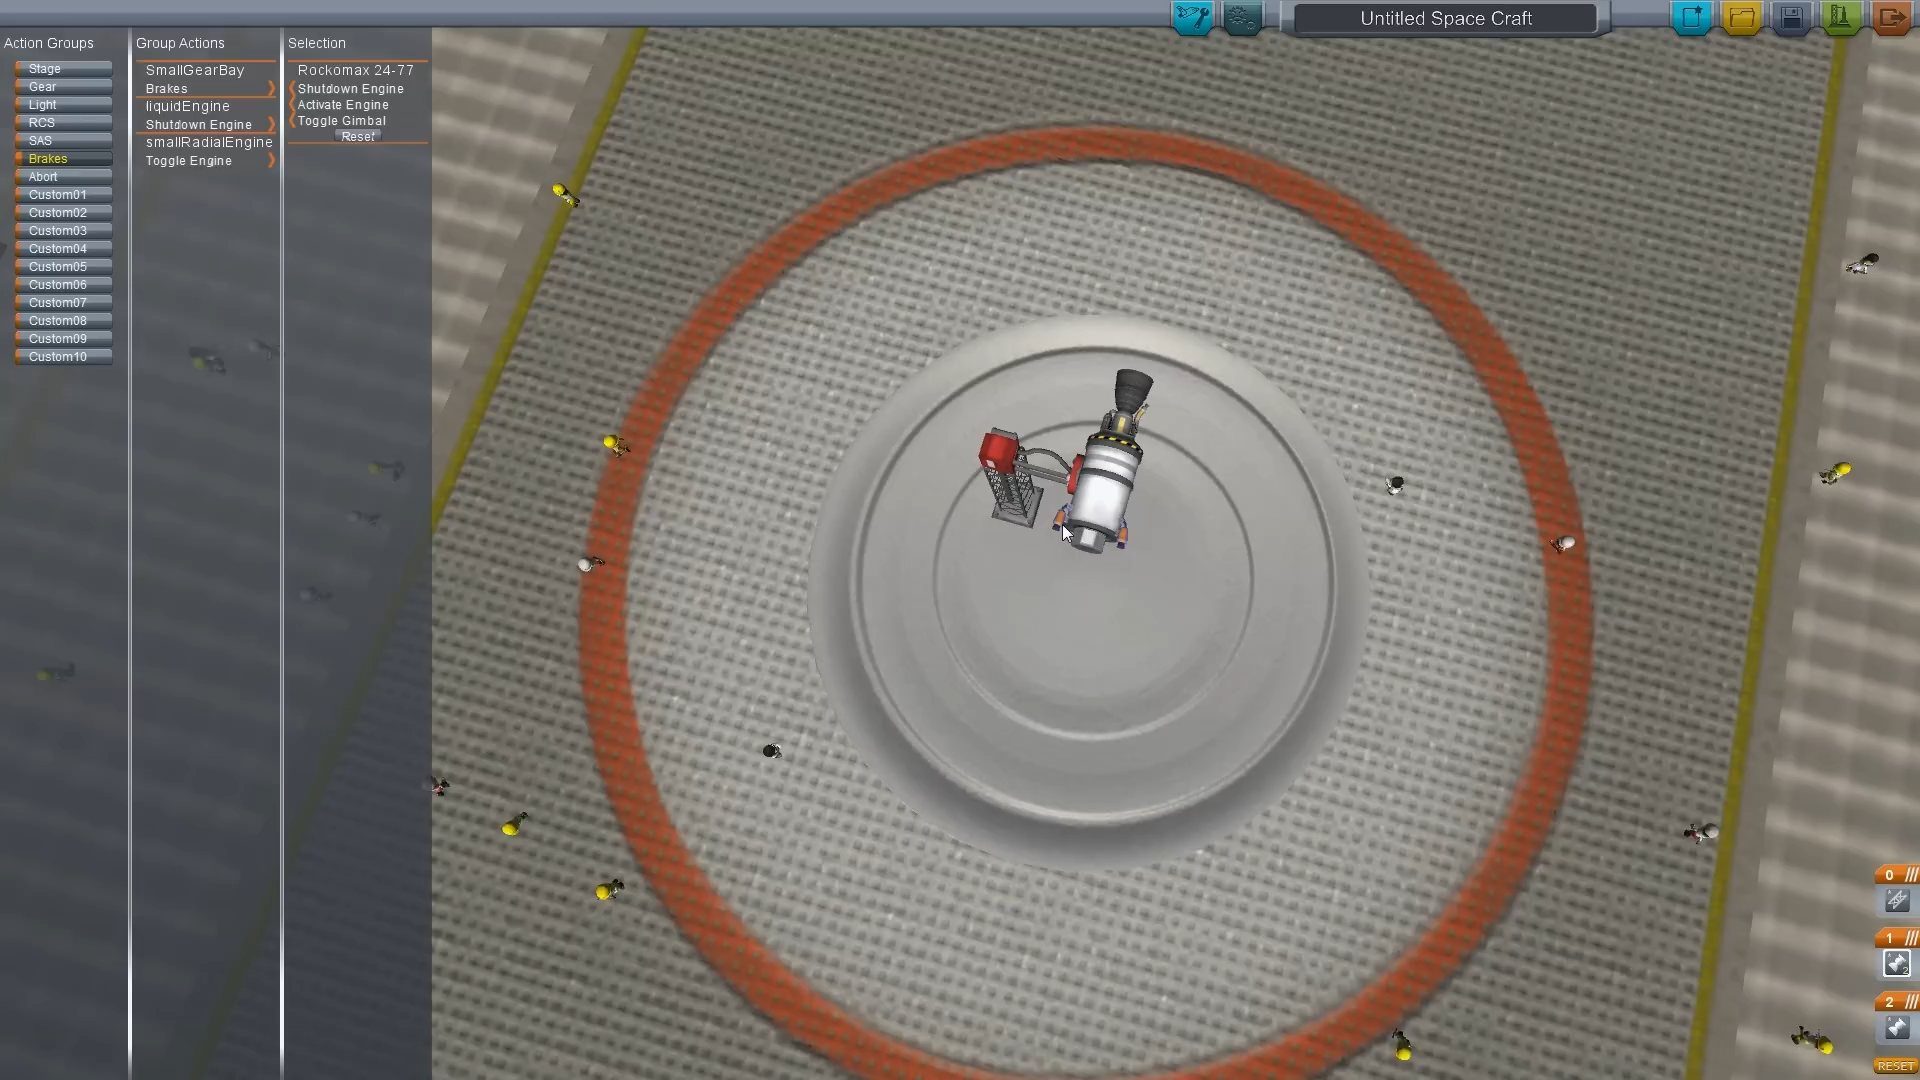 Untitled Space Craft
Action Groups
Stage
Gear
Light
RCS
SAS
Brakes
Abort
Custom01
Custom02
Custom03
Custom04
Custom05
Custom06
Custom07
Custom08
Custom09
Custom10
Group Actions
SmallGearBay
Brakes
liquidEngine
Shutdown Engine
smallRadialEngine
Toggle Engine
Selection
Rockomax 24-77
Shutdown Engine
Activate Engine
Toggle Gimbal
Reset
0
1
2
2
RESET